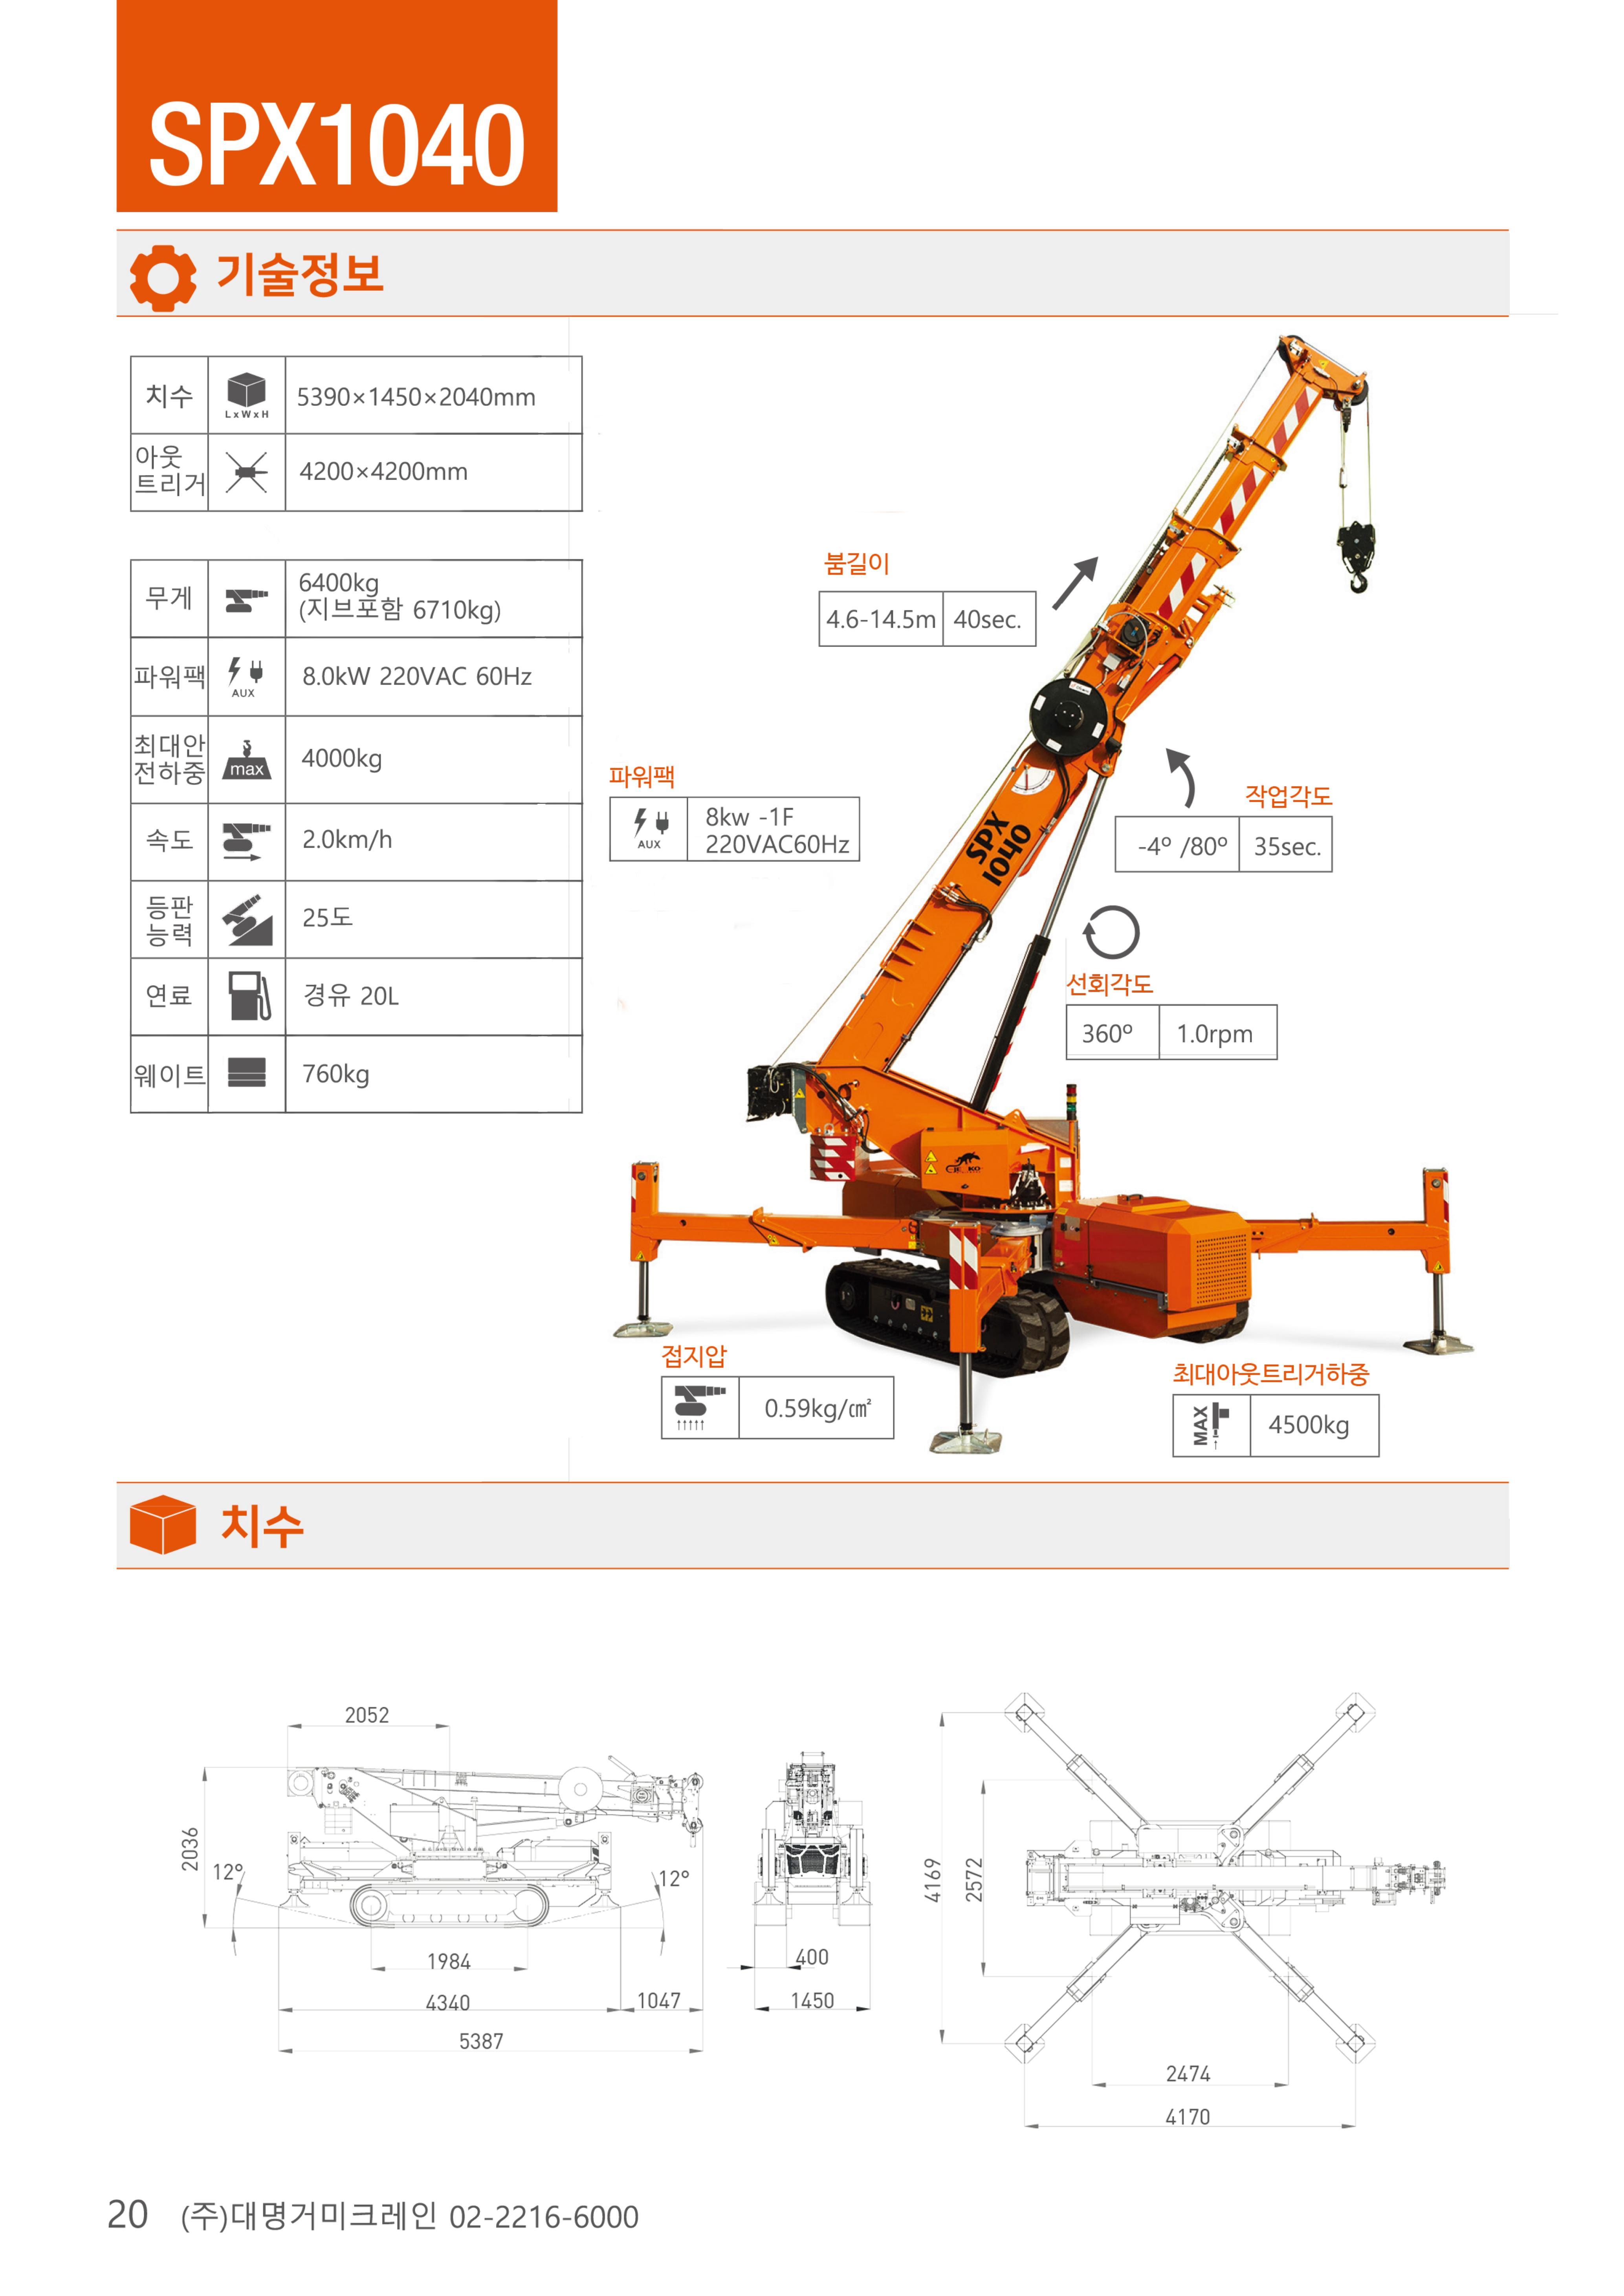 SPX1040
기술정보
치수
L x W x H
5390×1450×2040mm
아웃
트리거
4200×4200mm
무게
6400kg
(지브포함 6710kg)
파워팩
AUX
8.0kW 220VAC 60Hz
최대안
전하중
max
4000kg
속도
2.0km/h
등판
능력
25도
연료
경유 20L
웨이트
760kg
붐길이
4.6-14.5m 40sec.
파워팩
AUX
8kw -1F
220VAC60Hz
작업각도
-4º /80º 35sec.
선회각도
360º 1.0rpm
SPX
1040
접지압
0.59kg/㎠
최대아웃트리거하중
MAX
4500kg
치수
2052
2036
12°
12°
1984
4340
1047
5387
400
1450
4169
2572
2474
4170
20 (주)대명거미크레인 02-2216-6000